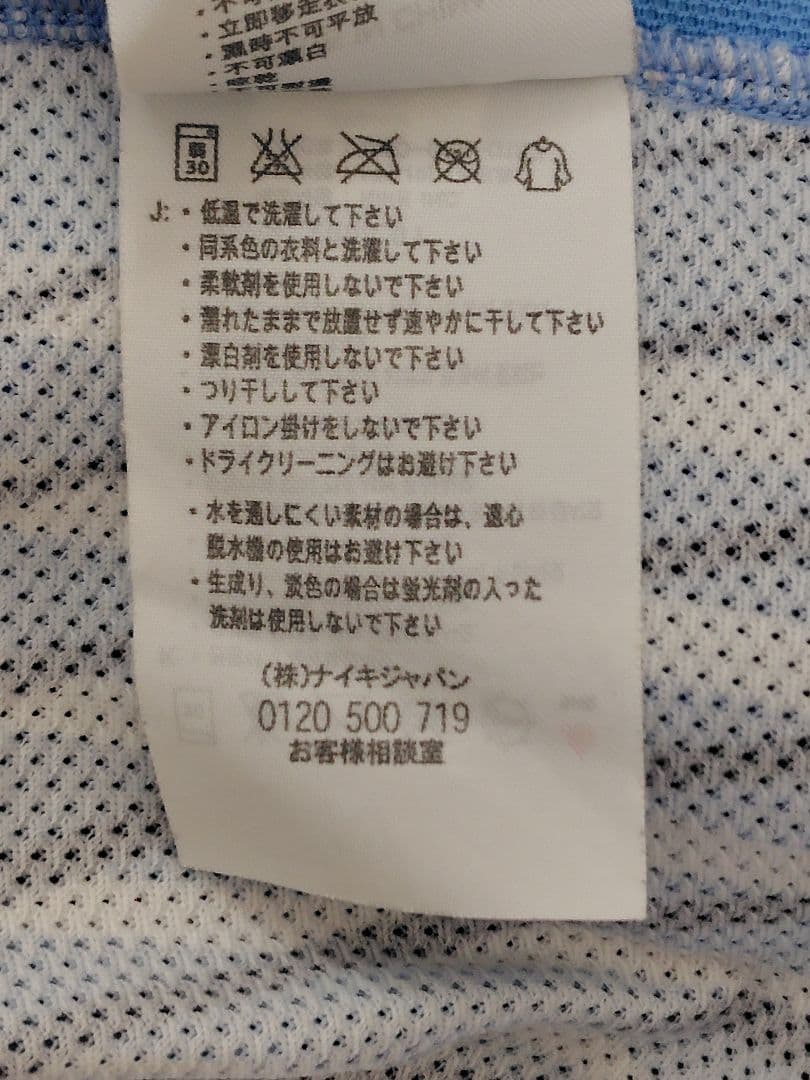 ・立即移走衣
・濕時不可平放
・不可漂白
弱
30
J: ・低温で洗濯して下さい
・同系色の衣料と洗濯して下さい
・柔軟剤を使用しないで下さい
・濡れたままで放置せず速やかに干して下さい
・漂白剤を使用しないで下さい
・つり干しして下さい
・アイロン掛けをしないで下さい
・ドライクリーニングはお避け下さい
・水を通しにくい素材の場合は、遠心
脱水機の使用はお避け下さい
・生成り、淡色の場合は蛍光剤の入った
洗剤は使用しないで下さい
(株)ナイキジャパン
0120 500 719
お客様相談室